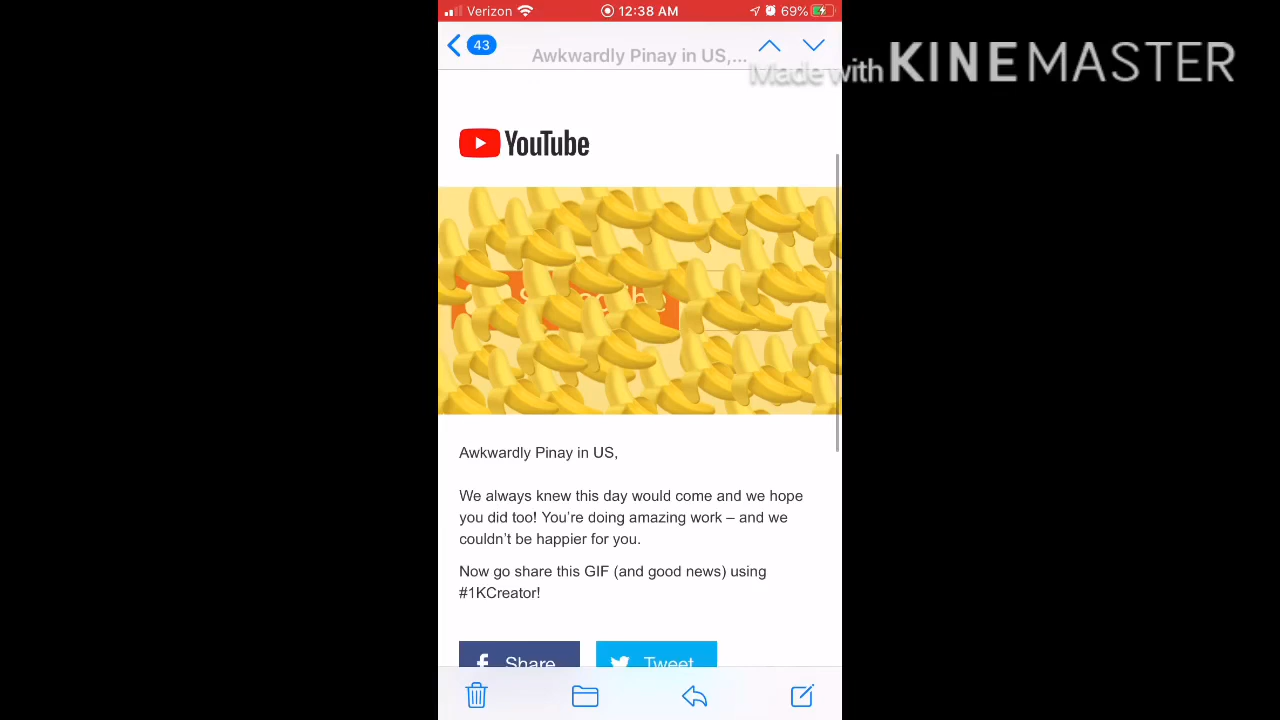 Verizon 12:38 AM 69%
43 Awkwardly Pinay in US,...
Made with KINEMASTER
YouTube
Awkwardly Pinay in US,
We always knew this day would come and we hope
you did too! You're doing amazing work – and we
couldn't be happier for you.
Now go share this GIF (and good news) using
#1KCreator!
Share Tweet